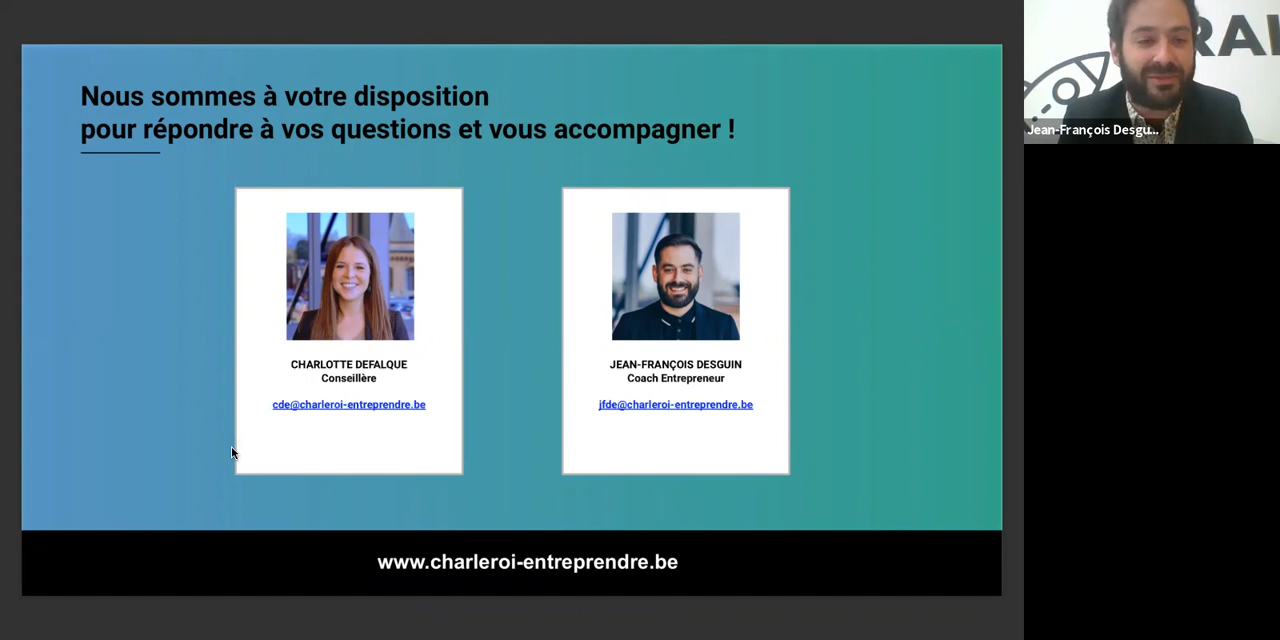 Nous sommes à votre disposition
pour répondre à vos questions et vous accompagner !
CHARLOTTE DEFALQUE
Conseillère
cde@charleroi-entreprendre.be
JEAN-FRANÇOIS DESGUIN
Coach Entrepreneur
jfde@charleroi-entreprendre.be
www.charleroi-entreprendre.be
Jean-François Desgu...